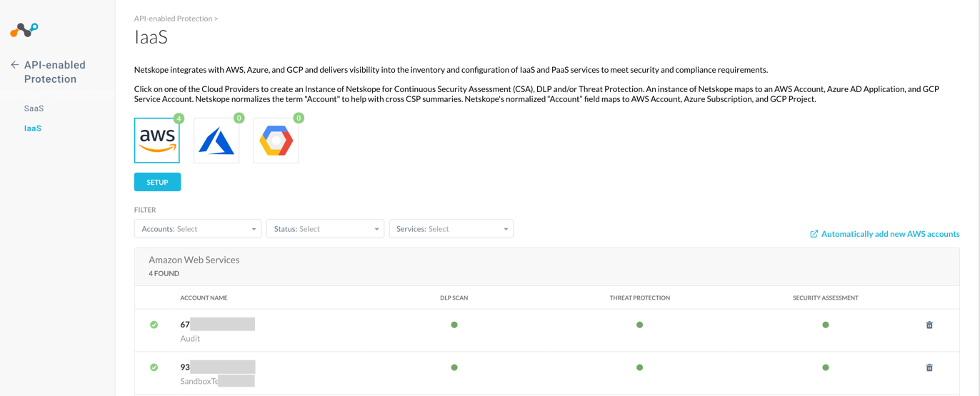 API-enabled Protection >
IaaS
← API-enabled
Protection
SaaS
IaaS
Netskope integrates with AWS, Azure, and GCP and delivers visibility into the inventory and configuration of IaaS and PaaS services to meet security and compliance requirements.
Click on one of the Cloud Providers to create an Instance of Netskope for Continuous Security Assessment (CSA), DLP and/or Threat Protection. An instance of Netskope maps to an AWS Account, Azure AD Application, and GCP
Service Account. Netskope normalizes the term "Account" to help with cross CSP summaries. Netskope's normalized "Account" field maps to AWS Account, Azure Subscription, and GCP Project.
4 0 0
aws
SETUP
FILTER
Accounts: Select Status: Select Services: Select
Automatically add new AWS accounts
Amazon Web Services
4 FOUND
ACCOUNT NAME DLP SCAN THREAT PROTECTION SECURITY ASSESSMENT
67
Audit
93
SandboxTe